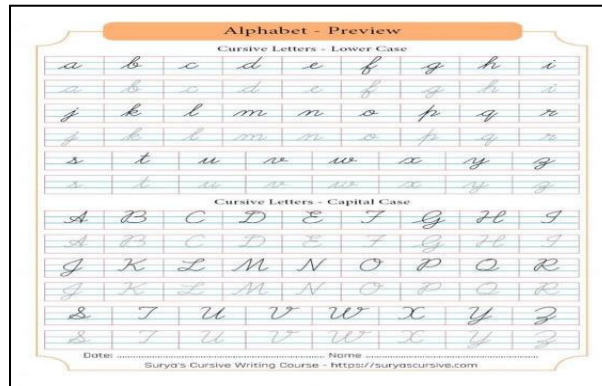 Alphabet - Preview
Cursive Letters - Lower Case
a b c d e f g h i
a b c d e f g h i
j k l m n o p q r
j k l m n o p q r
s t u v w x y z
s t u v w x y z
Cursive Letters - Capital Case
A B C D E F G H I
A B C D E F G H I
J K L M N O P Q R
J K L M N O P Q R
S T U V W X Y Z
S T U V W X Y Z
Date: ........................................ Name ........................................
Surya's Cursive Writing Course - https://suryascursive.com